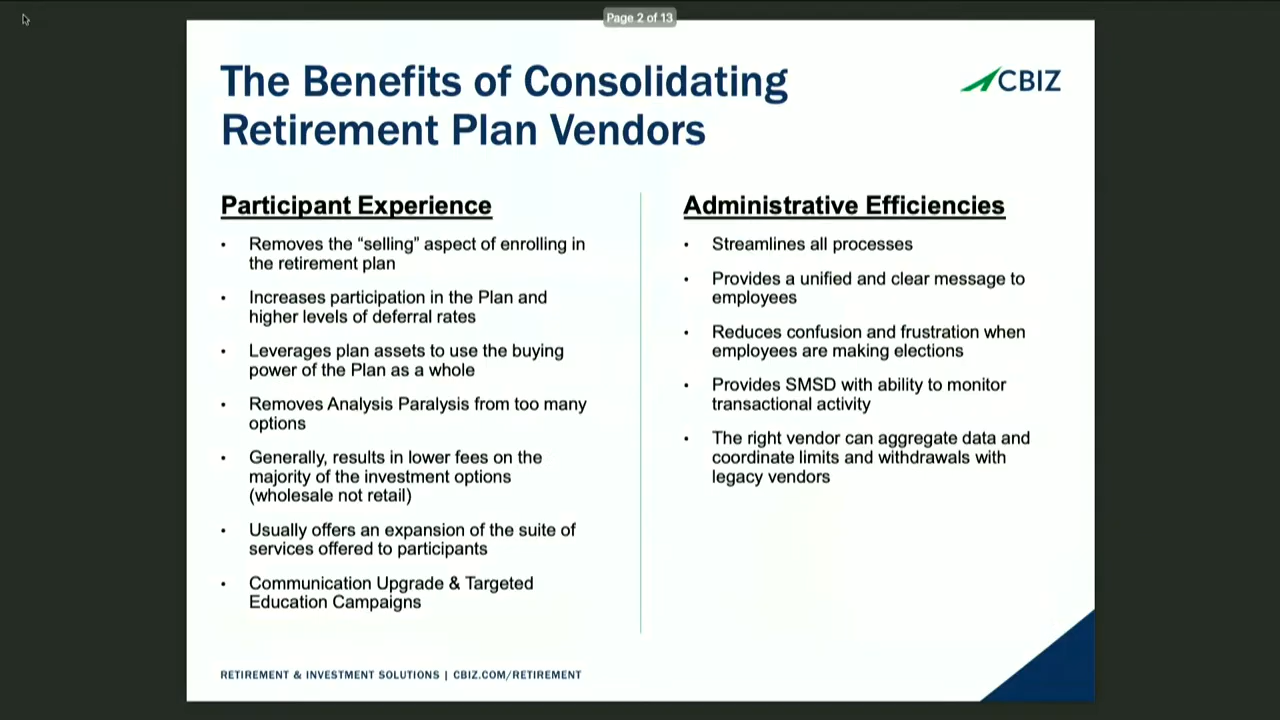 Page 2 of 13
The Benefits of Consolidating
Retirement Plan Vendors
CBIZ
Participant Experience
• Removes the “selling” aspect of enrolling in
the retirement plan
• Increases participation in the Plan and
higher levels of deferral rates
• Leverages plan assets to use the buying
power of the Plan as a whole
• Removes Analysis Paralysis from too many
options
• Generally, results in lower fees on the
majority of the investment options
(wholesale not retail)
• Usually offers an expansion of the suite of
services offered to participants
• Communication Upgrade & Targeted
Education Campaigns
Administrative Efficiencies
• Streamlines all processes
• Provides a unified and clear message to
employees
• Reduces confusion and frustration when
employees are making elections
• Provides SMSD with ability to monitor
transactional activity
• The right vendor can aggregate data and
coordinate limits and withdrawals with
legacy vendors
RETIREMENT & INVESTMENT SOLUTIONS | CBIZ.COM/RETIREMENT